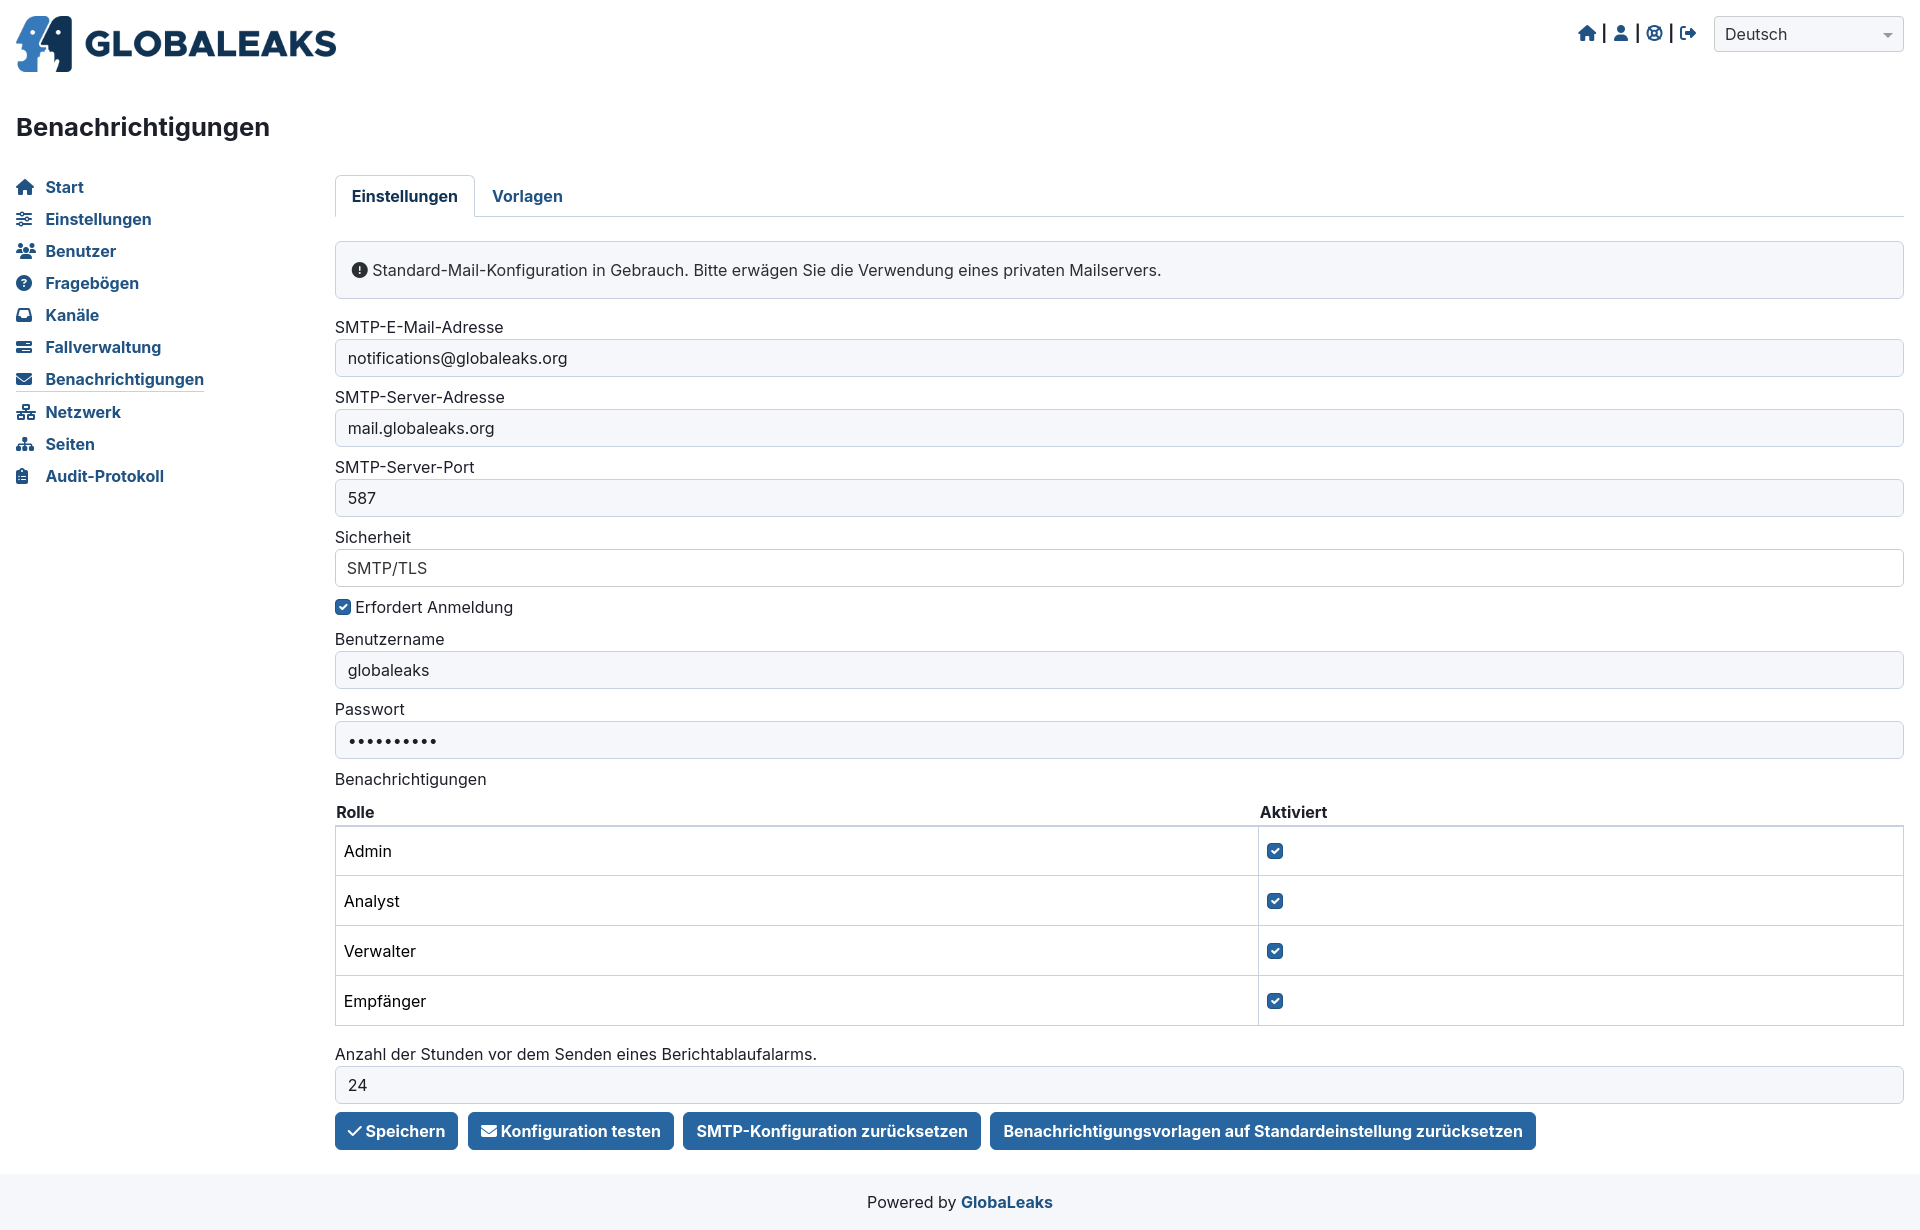 GLOBALEAKS
Deutsch
Benachrichtigungen
Start
Einstellungen
Benutzer
Fragebögen
Kanäle
Fallverwaltung
Benachrichtigungen
Netzwerk
Seiten
Audit-Protokoll
Einstellungen Vorlagen
Standard-Mail-Konfiguration in Gebrauch. Bitte erwägen Sie die Verwendung eines privaten Mailservers.
SMTP-E-Mail-Adresse
notifications@globaleaks.org
SMTP-Server-Adresse
mail.globaleaks.org
SMTP-Server-Port
587
Sicherheit
SMTP/TLS
Erfordert Anmeldung
Benutzername
globaleaks
Passwort
••••••••••
Benachrichtigungen
Rolle Aktiviert
Admin
Analyst
Verwalter
Empfänger
Anzahl der Stunden vor dem Senden eines Berichtablaufalarms.
24
Speichern Konfiguration testen SMTP-Konfiguration zurücksetzen Benachrichtigungsvorlagen auf Standardeinstellung zurücksetzen
Powered by GlobaLeaks